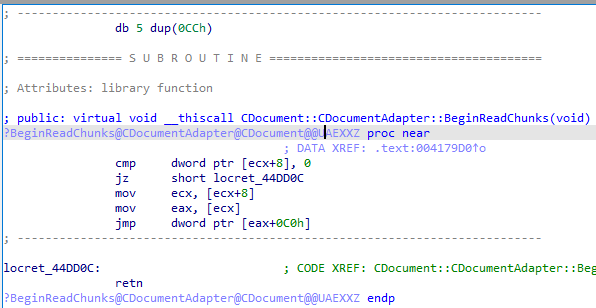 ; ---------------------------------------------------------------------------
db 5 dup(0CCh)
; =============== S U B R O U T I N E =======================================
; Attributes: library function
; public: virtual void __thiscall CDocument::CDocumentAdapter::BeginReadChunks(void)
?BeginReadChunks@CDocumentAdapter@CDocument@@UAEXXZ proc near
; DATA XREF: .text:004179D0↑o
cmp dword ptr [ecx+8], 0
jz short locret_44DD0C
mov ecx, [ecx+8]
mov eax, [ecx]
jmp dword ptr [eax+0C0h]
; ---------------------------------------------------------------------------
locret_44DD0C: ; CODE XREF: CDocument::CDocumentAdapter::Beg
retn
?BeginReadChunks@CDocumentAdapter@CDocument@@UAEXXZ endp